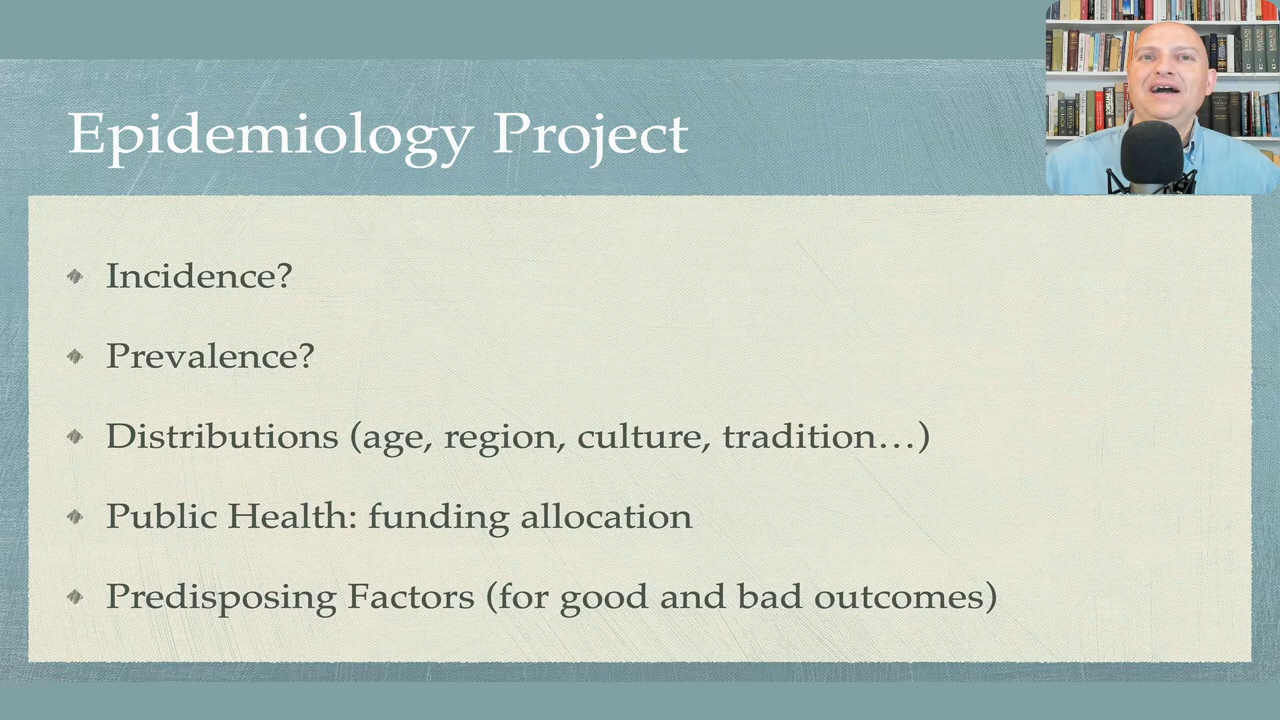 Epidemiology Project
Incidence?
Prevalence?
Distributions (age, region, culture, tradition…)
Public Health: funding allocation
Predisposing Factors (for good and bad outcomes)